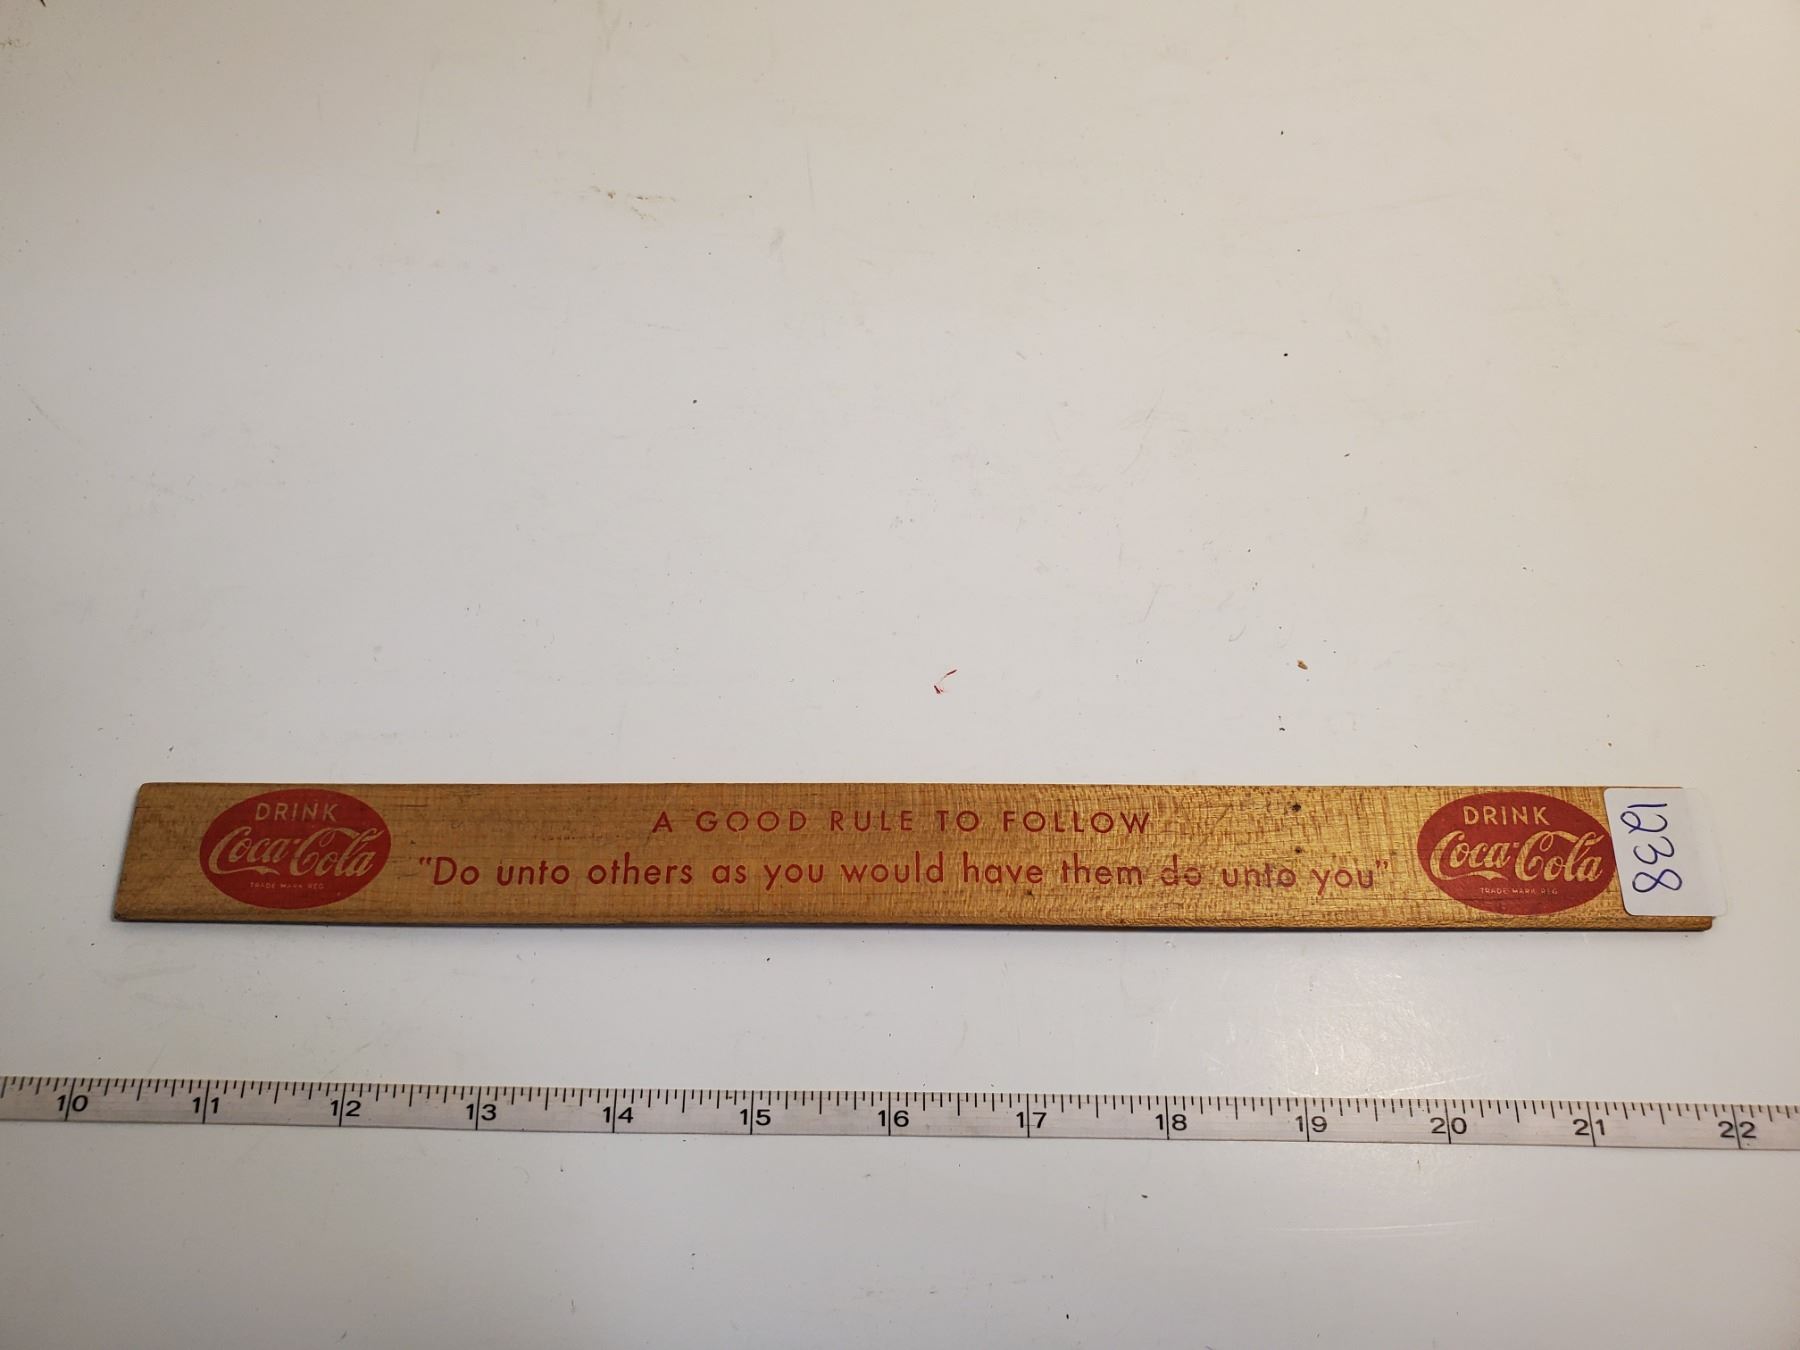 DRINK
Coca-Cola
TRADE MARK REG
A GOOD RULE TO FOLLOW
"Do unto others as you would have them do unto you"
DRINK
Coca-Cola
TRADE MARK REG
1238
10 11 12 13 14 15 16 17 18 19 20 21 22